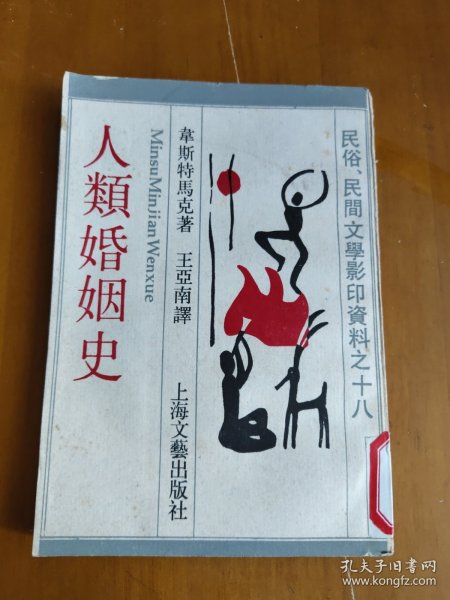 民俗、民間文學影印資料之十八
韋斯特馬克著　王亞南譯
上海文藝出版社
MinsuMinJianWenxue
人類婚姻史
孔夫子旧书网
www.kongfz.com